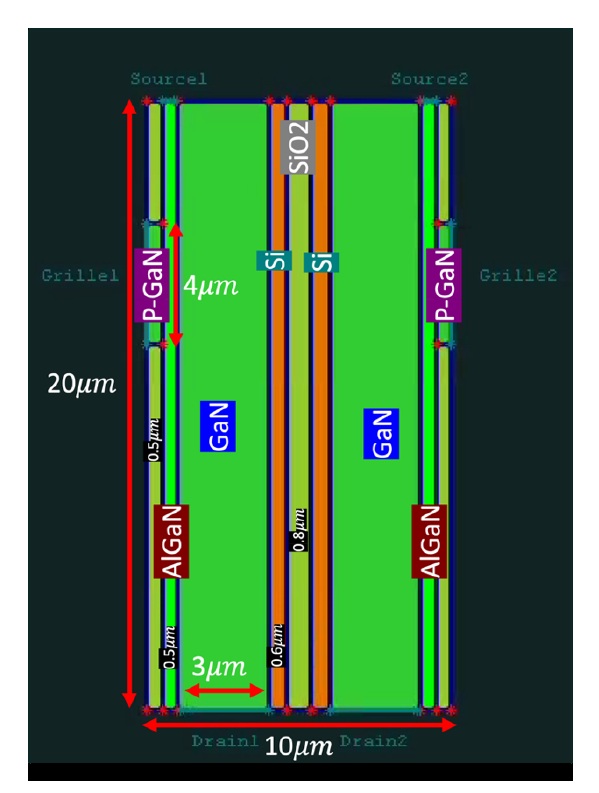 Source1
Source2
SiO2
Si
Si
Grille1
P-GaN
4μm
P-GaN
Grille2
20μm
0.5μm
GaN
GaN
AlGaN
0.8μm
AlGaN
0.5μm
3μm
0.6μm
Drain1
10μm
Drain2